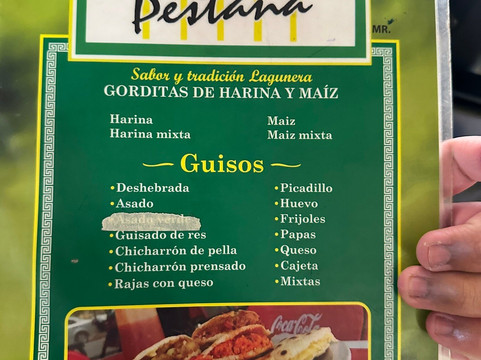 Pestana
MR.
Sabor y tradición Lagunera
GORDITAS DE HARINA Y MAÍZ
Harina
Harina mixta
Maiz
Maiz mixta
Guisos
•Deshebrada
•Asado
•Asado verde
•Guisado de res
•Chicharrón de pella
•Chicharrón prensado
•Rajas con queso
•Picadillo
•Huevo
•Frijoles
•Papas
•Queso
•Cajeta
•Mixtas
Coca-Cola